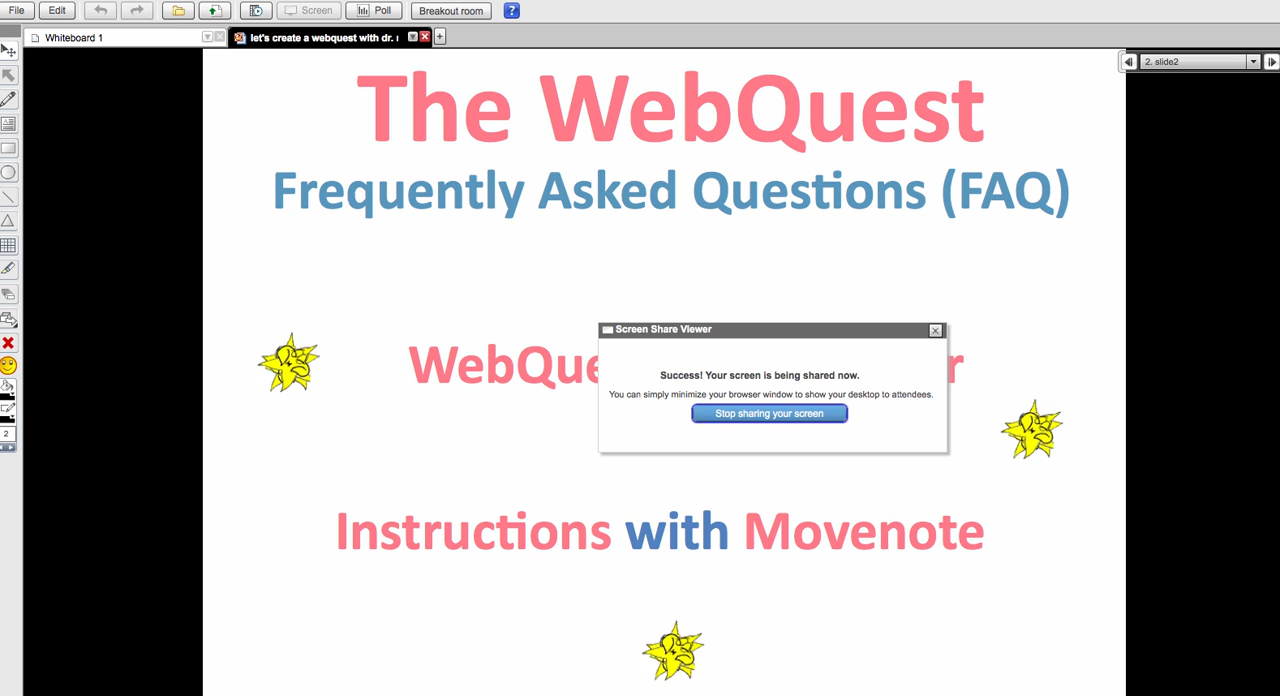 File Edit Screen Poll Breakout room ?
Whiteboard 1 let's create a webquest with dr. +
2. slide2
The WebQuest
Frequently Asked Questions (FAQ)
Screen Share Viewer
WebQue r
Success! Your screen is being shared now.
You can simply minimize your browser window to show your desktop to attendees.
Stop sharing your screen
2
Instructions with Movenote